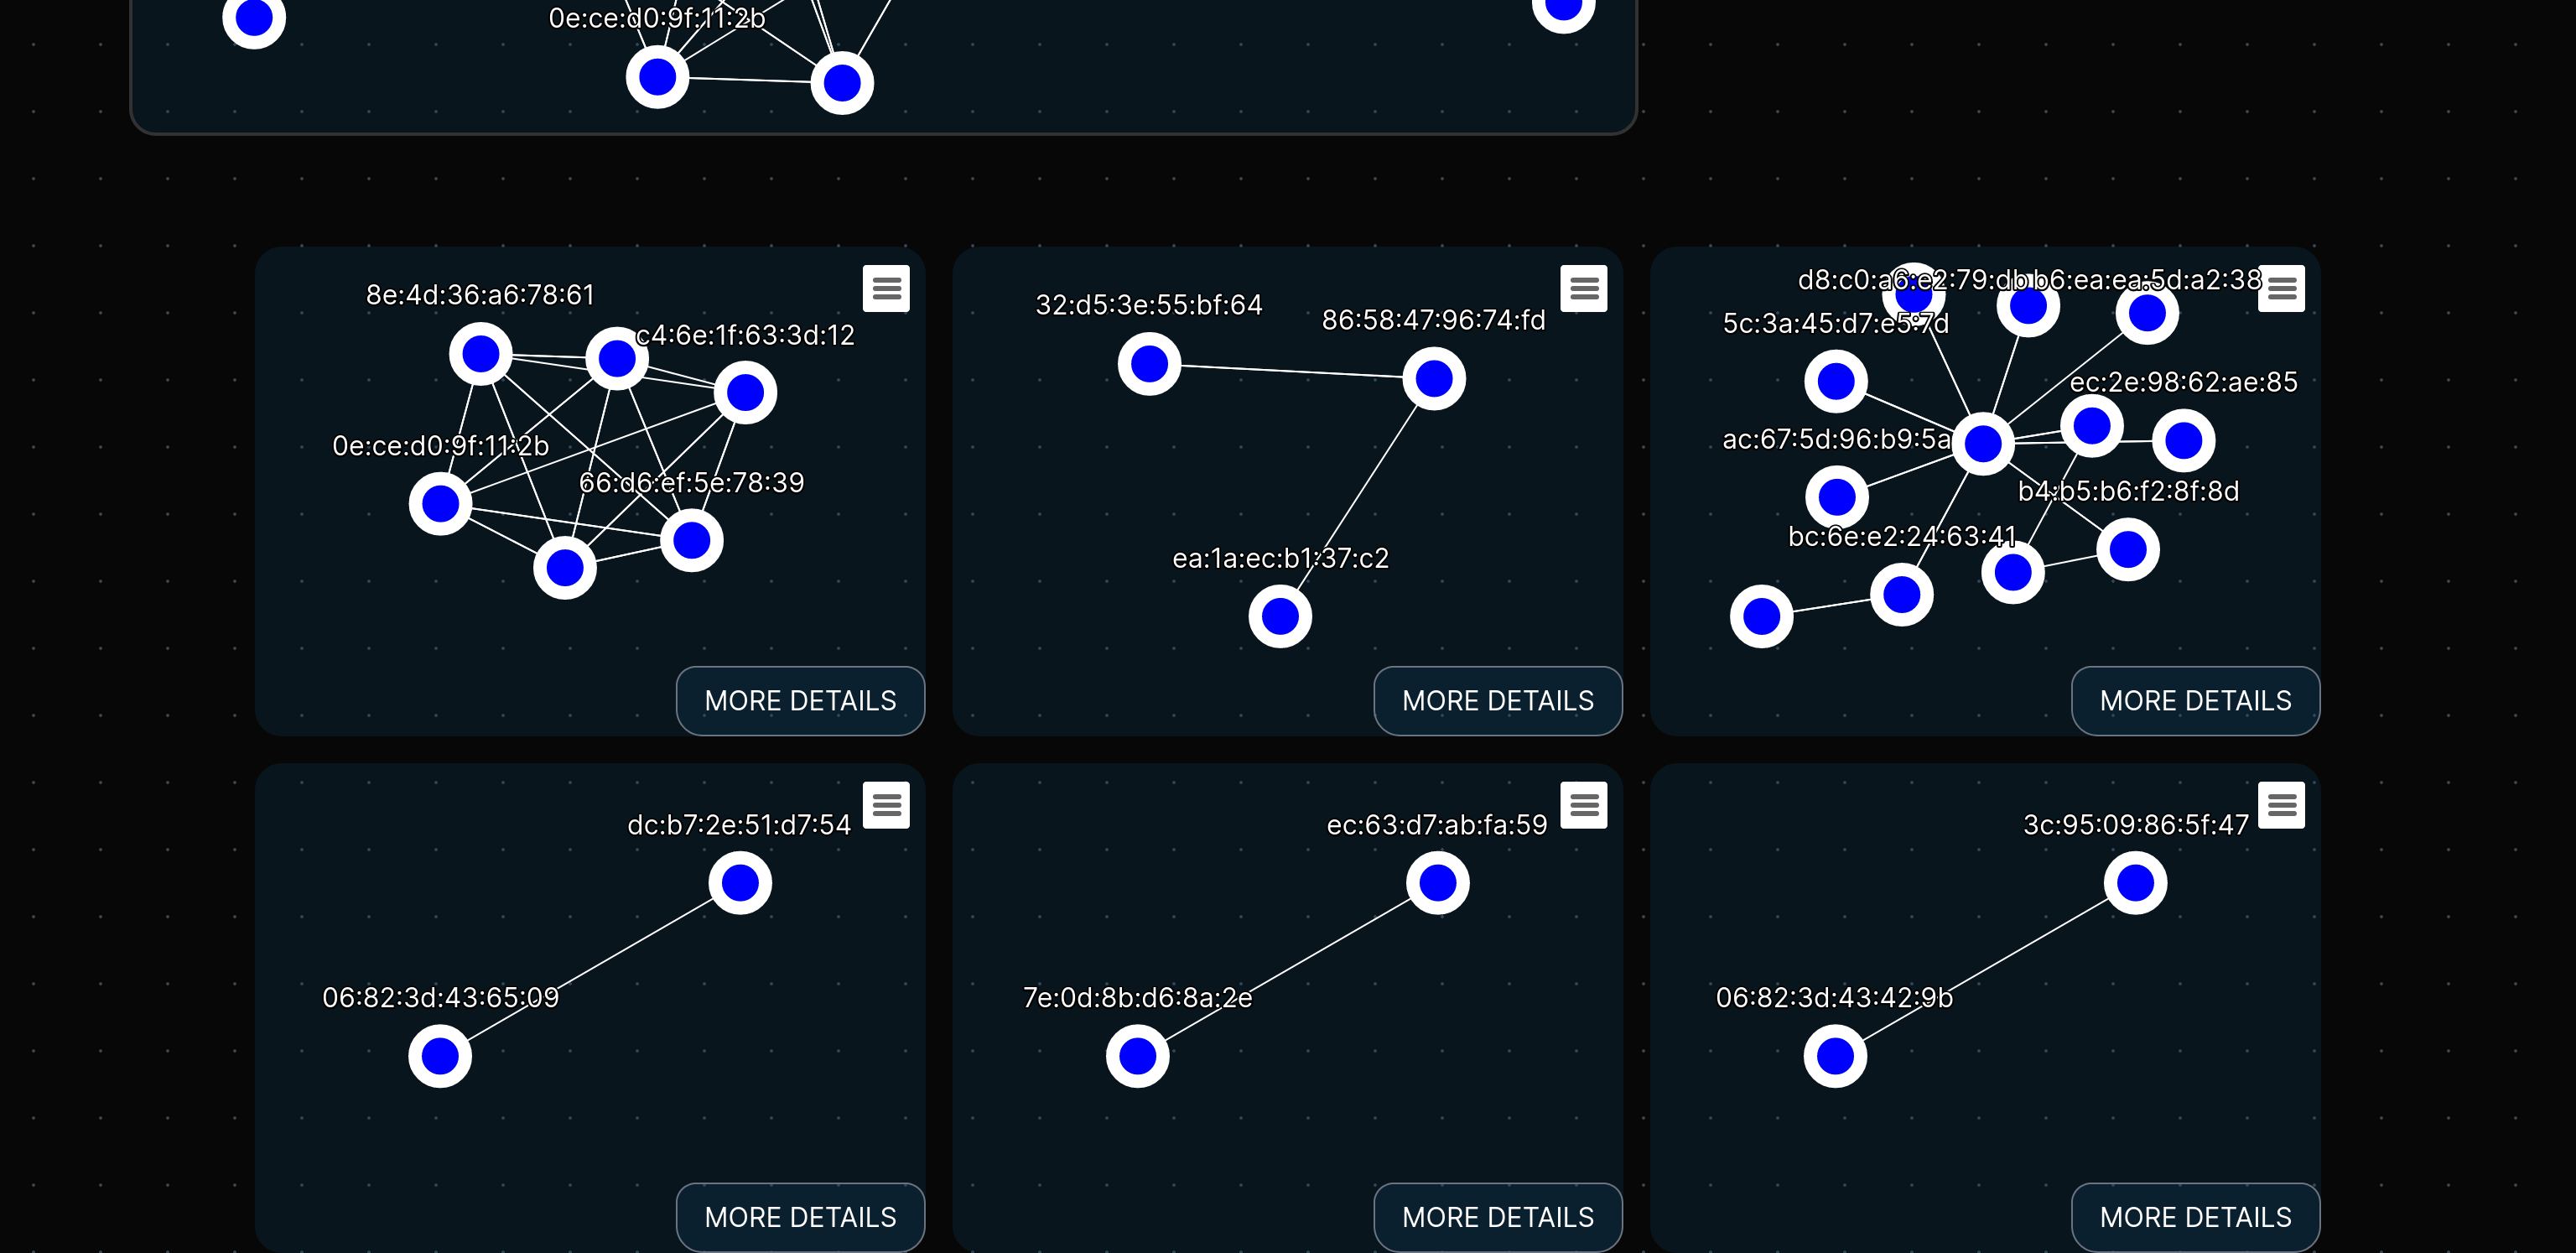 0e:ce:d0:9f:11:2b
8e:4d:36:a6:78:61
c4:6e:1f:63:3d:12
0e:ce:d0:9f:11:2b
66:d6:ef:5e:78:39
MORE DETAILS
32:d5:3e:55:bf:64
86:58:47:96:74:fd
ea:1a:ec:b1:37:c2
MORE DETAILS
d8:c0:a6:e2:79:db
b6:ea:ea:5d:a2:38
5c:3a:45:d7:e5:7d
ec:2e:98:62:ae:85
ac:67:5d:96:b9:5a
b4:b5:b6:f2:8f:8d
bc:6e:e2:24:63:41
MORE DETAILS
dc:b7:2e:51:d7:54
06:82:3d:43:65:09
MORE DETAILS
ec:63:d7:ab:fa:59
7e:0d:8b:d6:8a:2e
MORE DETAILS
3c:95:09:86:5f:47
06:82:3d:43:42:9b
MORE DETAILS